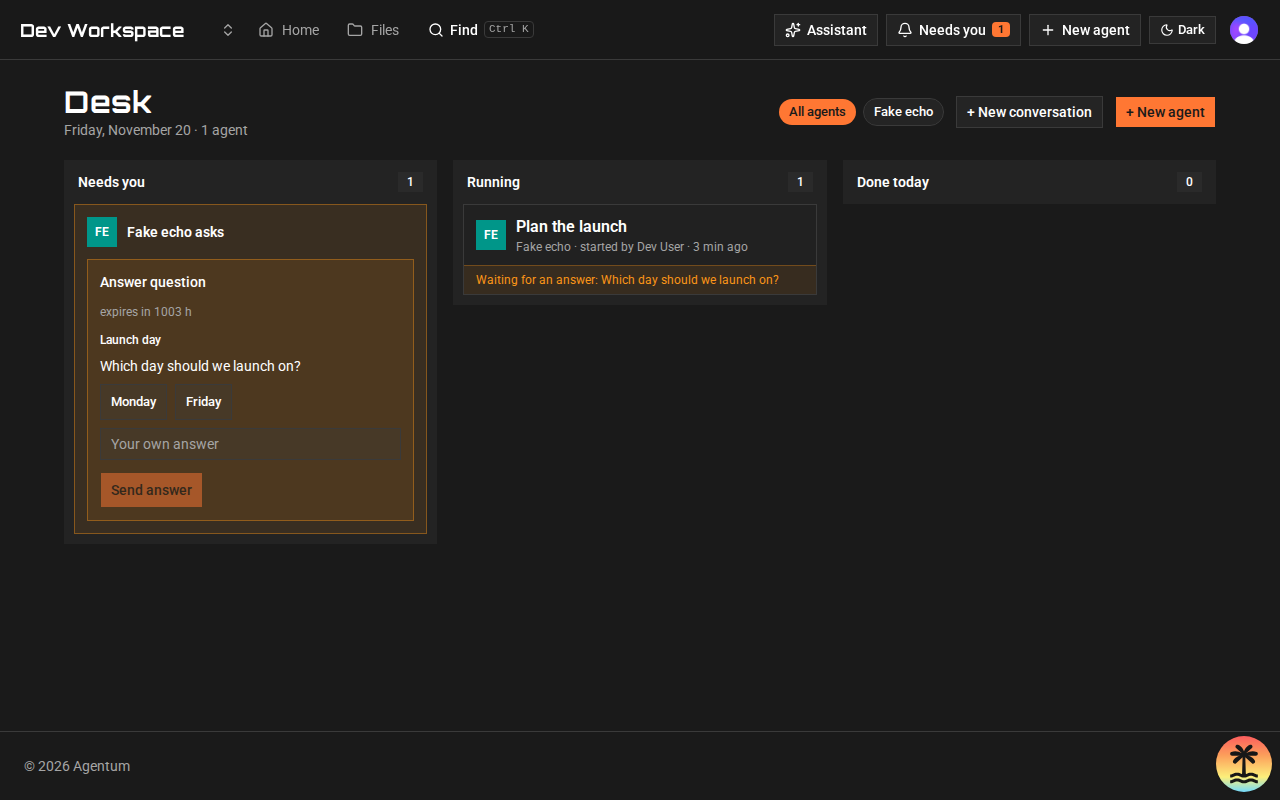 Dev Workspace
Home
Files
Find Ctrl K
Assistant
Needs you 1
New agent
Dark
Desk
Friday, November 20 · 1 agent
All agents
Fake echo
+ New conversation
+ New agent
Needs you 1
FE Fake echo asks
Answer question
expires in 1003 h
Launch day
Which day should we launch on?
Monday Friday
Your own answer
Send answer
Running 1
FE Plan the launch
Fake echo · started by Dev User · 3 min ago
Waiting for an answer: Which day should we launch on?
Done today 0
© 2026 Agentum